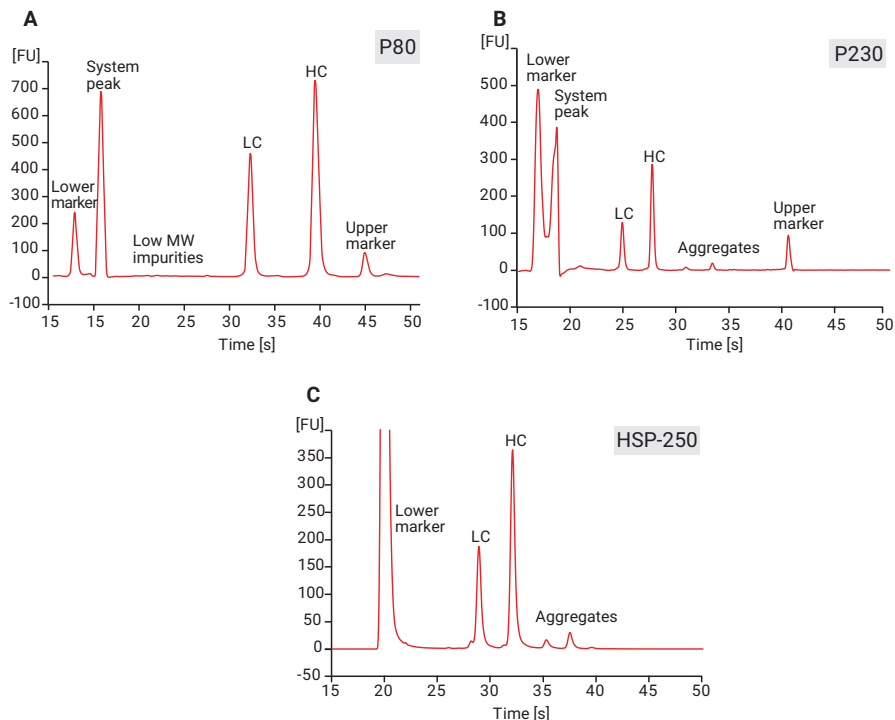 A
[FU]
P80
System
peak
HC
700
600
500
LC
400
300
Lower
marker
200
Low MW
impurities
Upper
marker
100
0
-100
10
15
20
25
30
35
40
45
50
Time [s]
B
[FU]
P230
Lower
marker
500
System
peak
400
300
HC
200
LC
Upper
marker
100
Aggregates
0
-100
15
20
25
30
35
40
45
50
Time [s]
C
[FU]
HSP-250
HC
350
300
250
Lower
marker
200
LC
150
100
50
Aggregates
0
-50
15
20
25
30
35
40
45
50
Time [s]